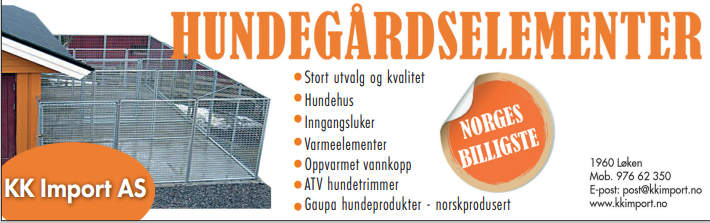 HUNDEGÅRDSELEMENTER
• Stort utvalg og kvalitet
• Hundehus
• Inngangsluker
• Varmeelementer
• Oppvarmet vannkopp
• ATV hundetrimmer
• Gaupa hundeprodukter - norskprodusert
NORGES
BILLIGSTE
KK Import AS
1960 Løken
Mob. 976 62 350
E-post: post@kkimport.no
www.kkimport.no